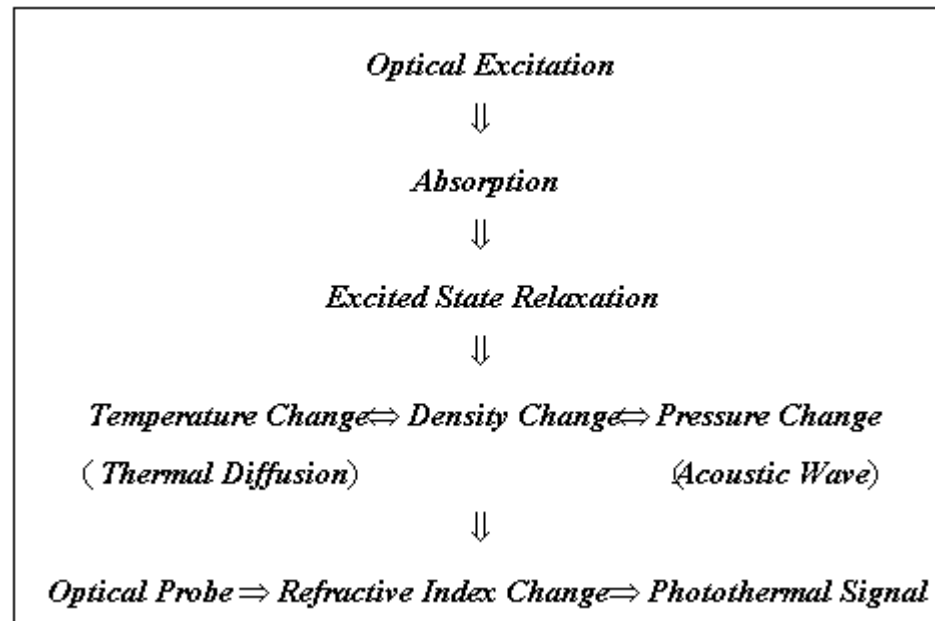 Optical Excitation
⇓
Absorption
⇓
Excited State Relaxation
⇓
Temperature Change⇔ Density Change⇔ Pressure Change
( Thermal Diffusion) (Acoustic Wave)
⇓
Optical Probe ⇒ Refractive Index Change⇒ Photothermal Signal